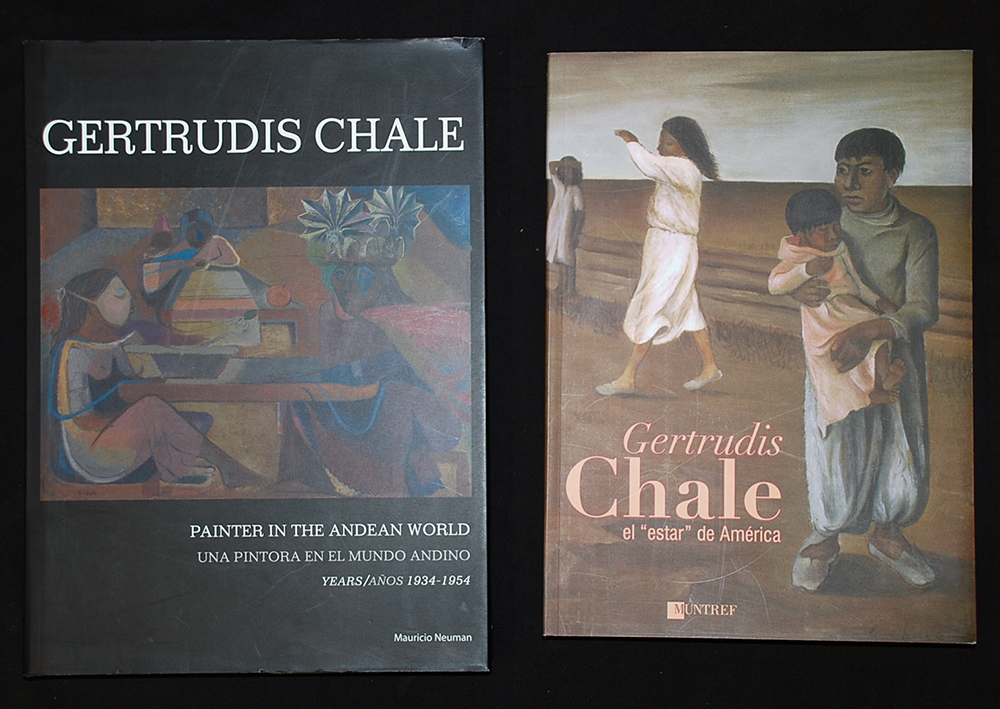 GERTRUDIS CHALE
PAINTER IN THE ANDEAN WORLD
UNA PINTORA EN EL MUNDO ANDINO
YEARS/AÑOS 1934-1954
Mauricio Neuman
Gertrudis
Chale
el "estar" de América
MUNTREF